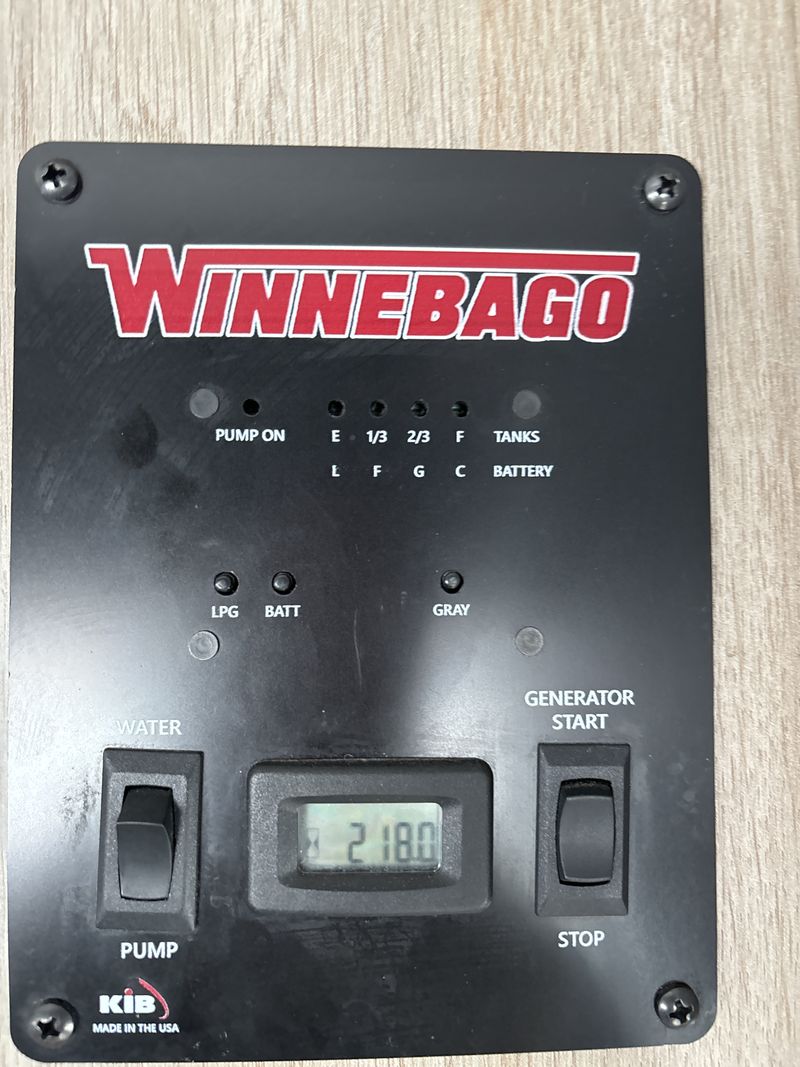 WINNEBAGO
PUMP ON E 1/3 2/3 F TANKS
L F G C BATTERY
LPG BATT GRAY
WATER
GENERATOR
START
218.0
PUMP
STOP
KIB
MADE IN THE USA